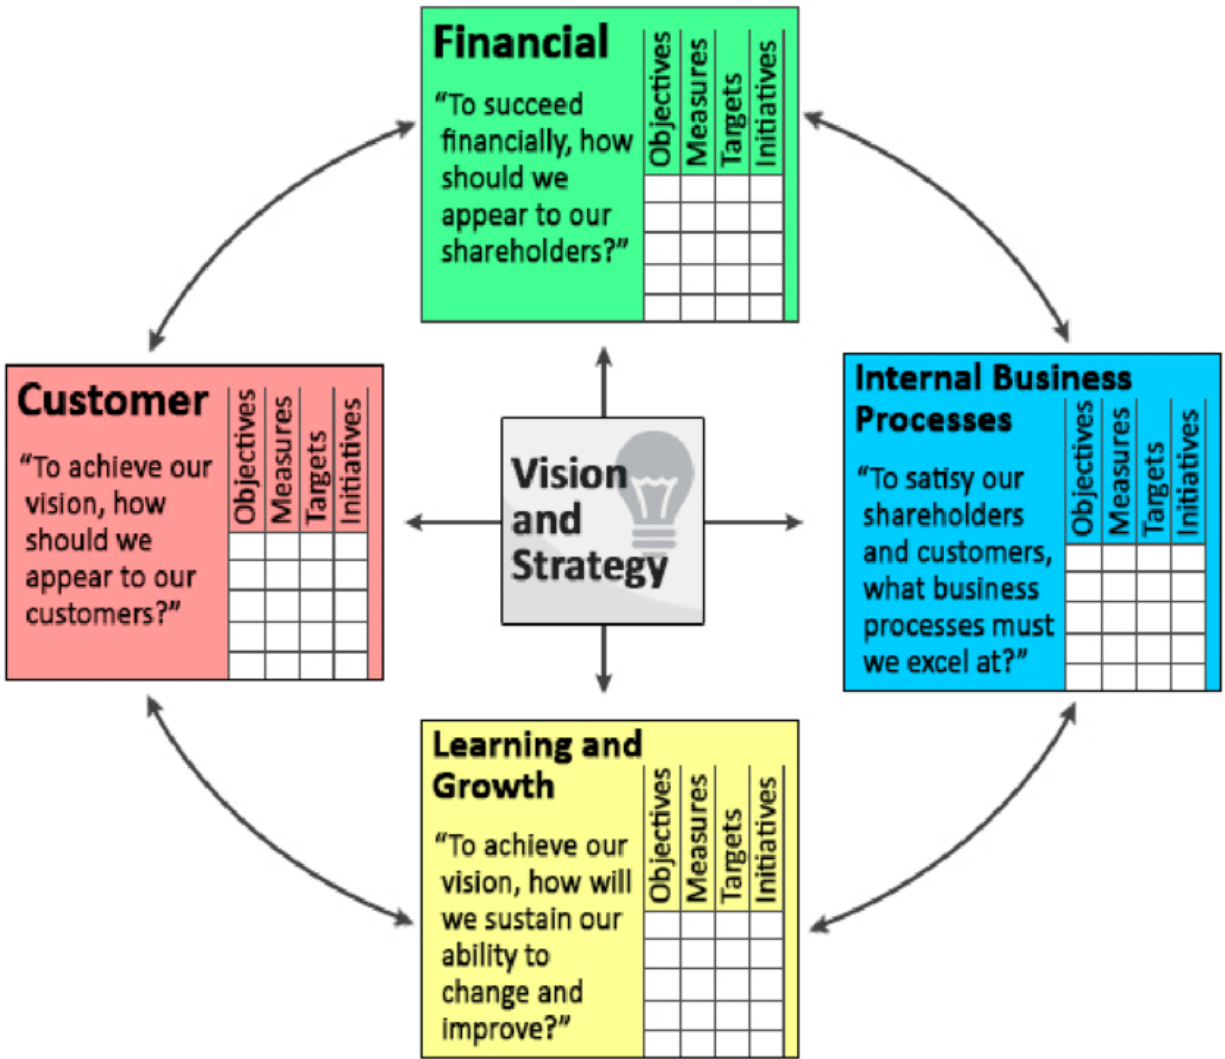 Financial
“To succeed
financially, how
should we
appear to our
shareholders?”
Objectives
Measures
Targets
Initiatives
Customer
“To achieve our
vision, how
should we
appear to our
customers?”
Objectives
Measures
Targets
Initiatives
Vision
and
Strategy
Internal Business
Processes
“To satisy our
shareholders
and customers,
what business
processes must
we excel at?”
Objectives
Measures
Targets
Initiatives
Learning and
Growth
“To achieve our
vision, how will
we sustain our
ability to
change and
improve?”
Objectives
Measures
Targets
Initiatives